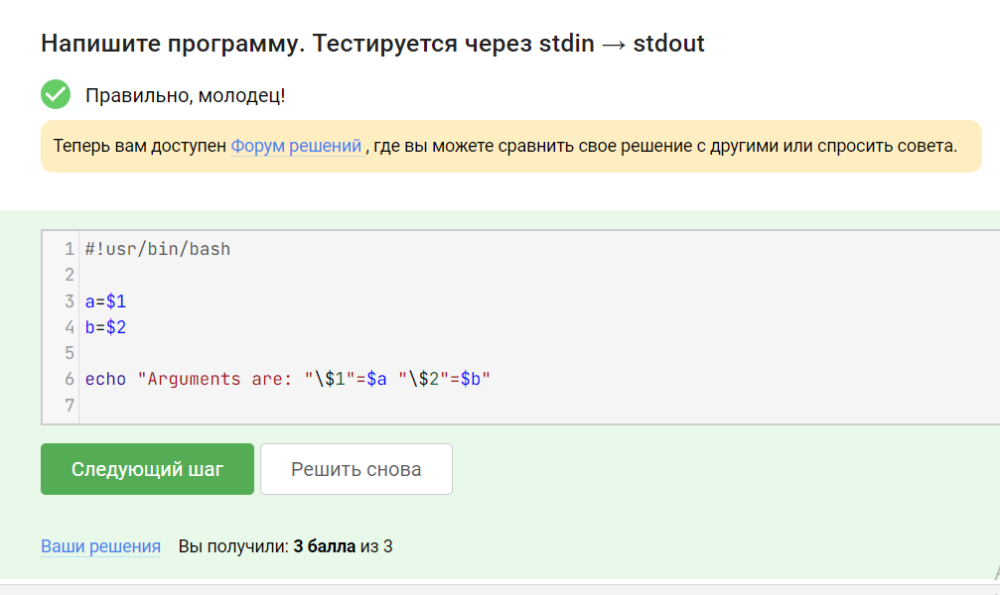 Напишите программу. Тестируется через stdin → stdout
Правильно, молодец!
Теперь вам доступен Форум решений , где вы можете сравнить свое решение с другими или спросить совета.
1 #!usr/bin/bash
2
3 a=$1
4 b=$2
5
6 echo "Arguments are: "\$1"=$a "\$2"=$b"
7
Следующий шаг Решить снова
Ваши решения Вы получили: 3 балла из 3